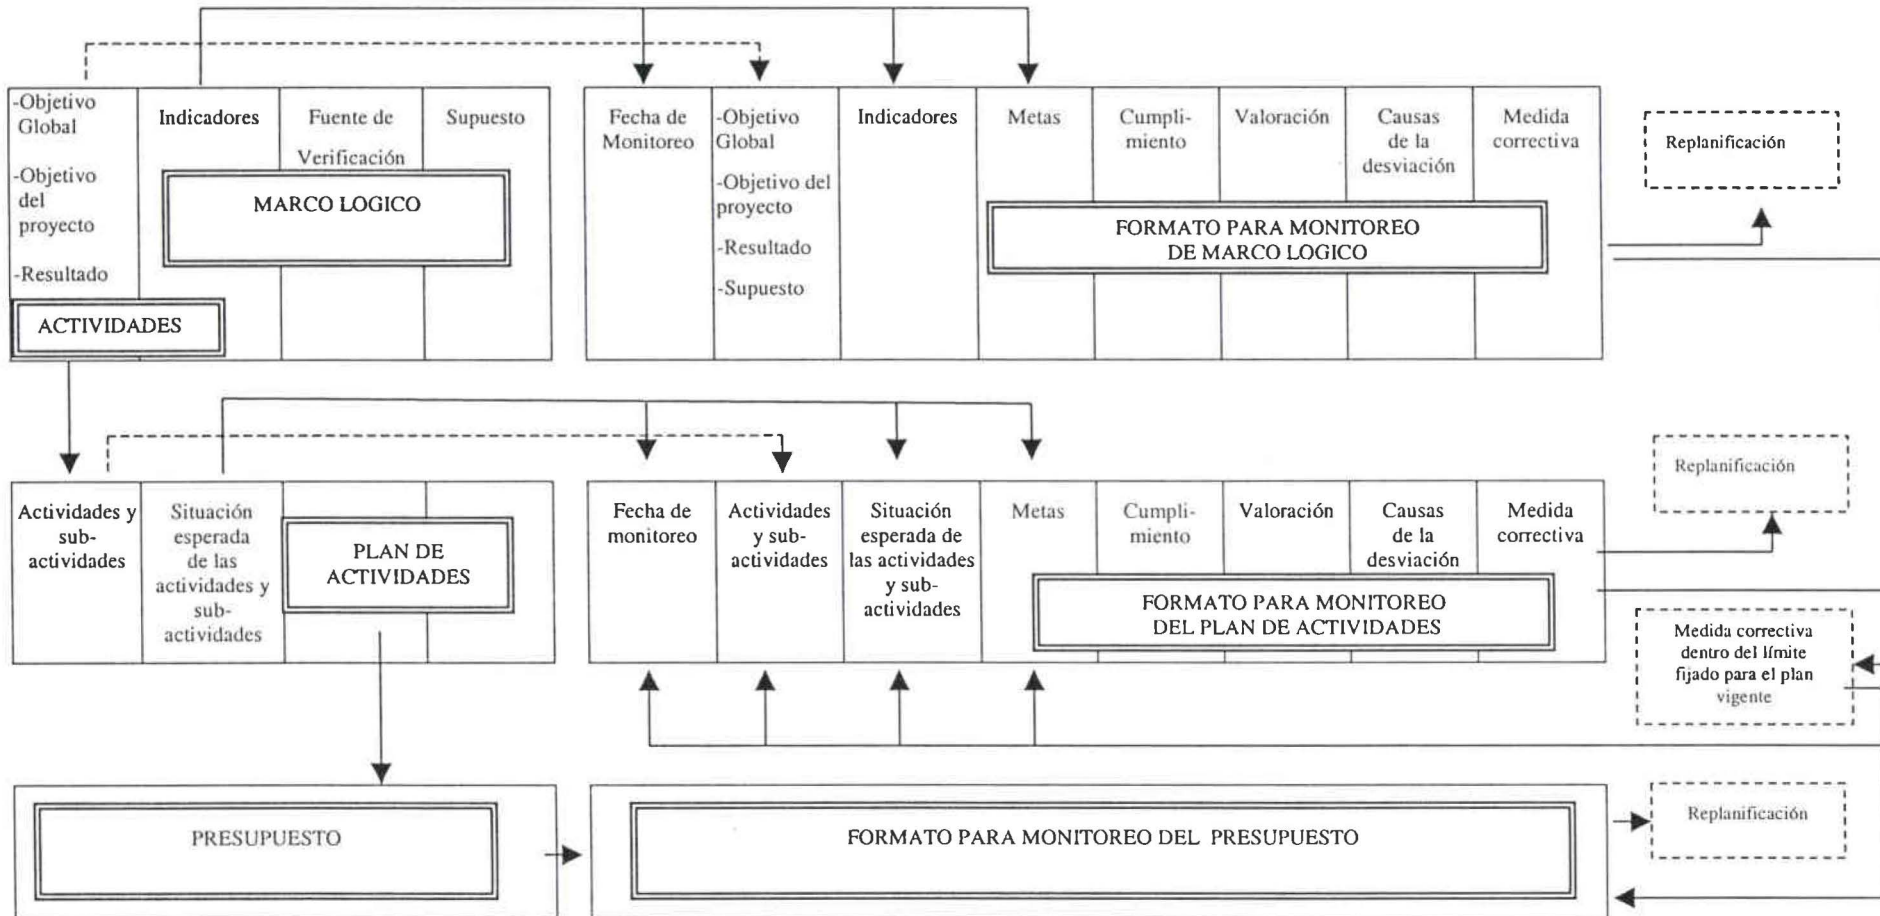 -Objetivo
Global
-Objetivo
del
proyecto
-Resultado
Indicadores
Fuente de
Verificación
Supuesto
MARCO LOGICO
ACTIVIDADES
Fecha de
Monitoreo
-Objetivo
Global
-Objetivo del
proyecto
-Resultado
-Supuesto
Indicadores
Metas
Cumpli-
miento
Valoración
Causas
de la
desviación
Medida
correctiva
FORMATO PARA MONITOREO
DE MARCO LOGICO
Replanificación
Actividades y
sub-
actividades
Situación
esperada
de las
actividades y
sub-
actividades
PLAN DE
ACTIVIDADES
Fecha de
monitoreo
Actividades
y sub-
actividades
Situación
esperada de
las actividades
y sub-
actividades
Metas
Cumpli-
miento
Valoración
Causas
de la
desviación
Medida
correctiva
FORMATO PARA MONITOREO
DEL PLAN DE ACTIVIDADES
Replanificación
Medida correctiva
dentro del límite
fijado para el plan
vigente
PRESUPUESTO
FORMATO PARA MONITOREO DEL PRESUPUESTO
Replanificación